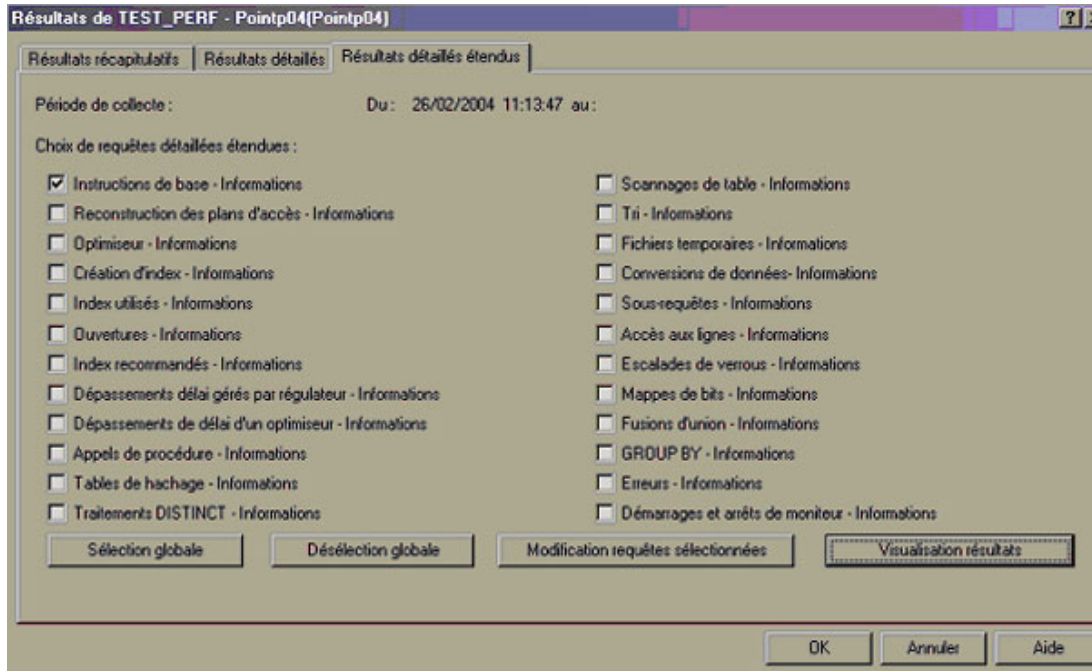 Résultats de TEST_PERF - Pointp04(Pointp04)
Résultats récapitulatifs
Résultats détaillés
Résultats détaillés étendus
Période de collecte :
Du : 26/02/2004 11:13:47 au :
Choix de requêtes détaillées étendues :
Instructions de base - Informations
Reconstruction des plans d'accès - Informations
Optimiseur - Informations
Création d'index - Informations
Index utilisés - Informations
Ouvertures - Informations
Index recommandés - Informations
Dépassements délai gérés par régulateur - Informations
Dépassements de délai d'un optimiseur - Informations
Appels de procédure - Informations
Tables de hachage - Informations
Traitements DISTINCT - Informations
Scannages de table - Informations
Tri - Informations
Fichiers temporaires - Informations
Conversions de données- Informations
Sous-requêtes - Informations
Accès aux lignes - Informations
Escalades de verrous - Informations
Mappes de bits - Informations
Fusions d'union - Informations
GROUP BY - Informations
Erreurs - Informations
Démarrages et arrêts de moniteur - Informations
Sélection globale
Désélection globale
Modification requêtes sélectionnées
Visualisation résultats
OK
Annuler
Aide